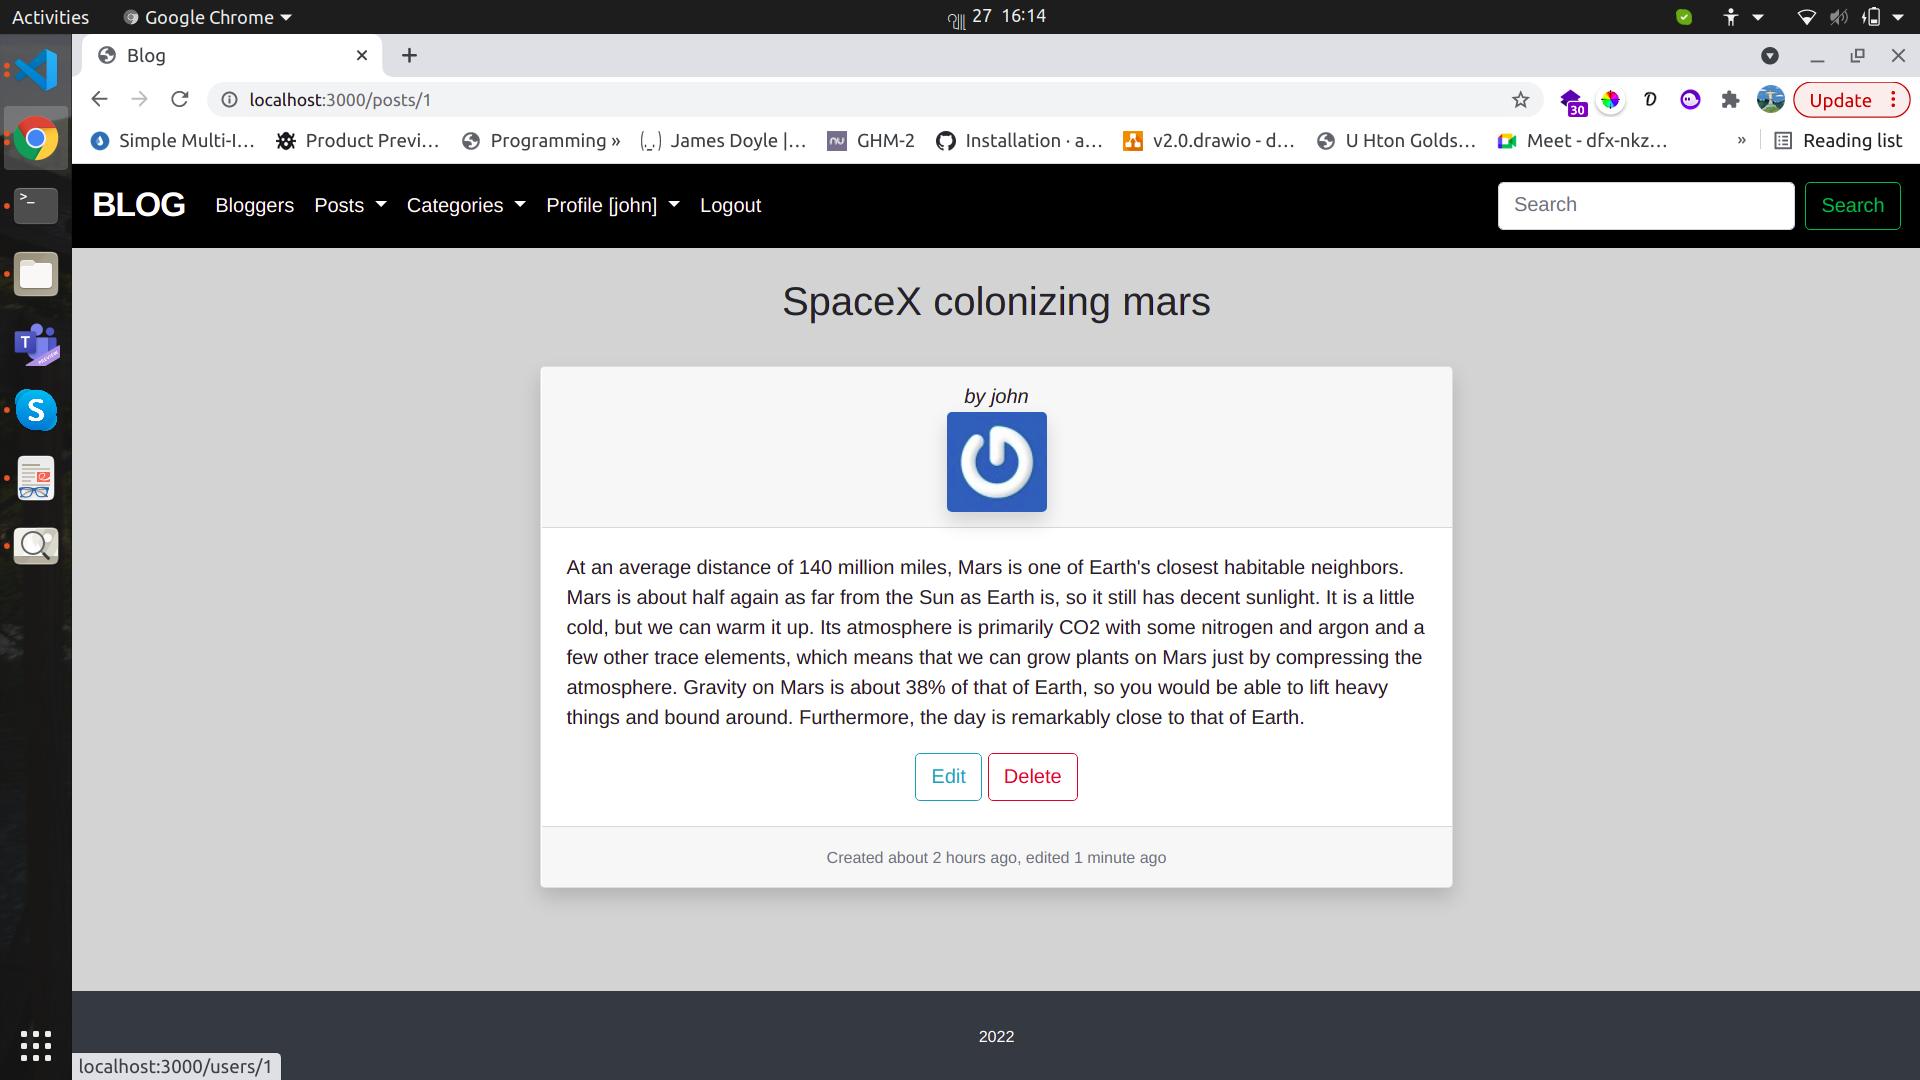 Activities
Google Chrome
27 16:14
Blog
localhost:3000/posts/1
30
Update
Simple Multi-I...
Product Previ...
Programming »
James Doyle |...
GHM-2
Installation · a...
v2.0.drawio - d...
U Hton Golds...
Meet - dfx-nkz...
»
Reading list
BLOG
Bloggers
Posts
Categories
Profile [john]
Logout
Search
Search
SpaceX colonizing mars
by john
At an average distance of 140 million miles, Mars is one of Earth's closest habitable neighbors.
Mars is about half again as far from the Sun as Earth is, so it still has decent sunlight. It is a little
cold, but we can warm it up. Its atmosphere is primarily CO2 with some nitrogen and argon and a
few other trace elements, which means that we can grow plants on Mars just by compressing the
atmosphere. Gravity on Mars is about 38% of that of Earth, so you would be able to lift heavy
things and bound around. Furthermore, the day is remarkably close to that of Earth.
Edit
Delete
Created about 2 hours ago, edited 1 minute ago
2022
localhost:3000/users/1